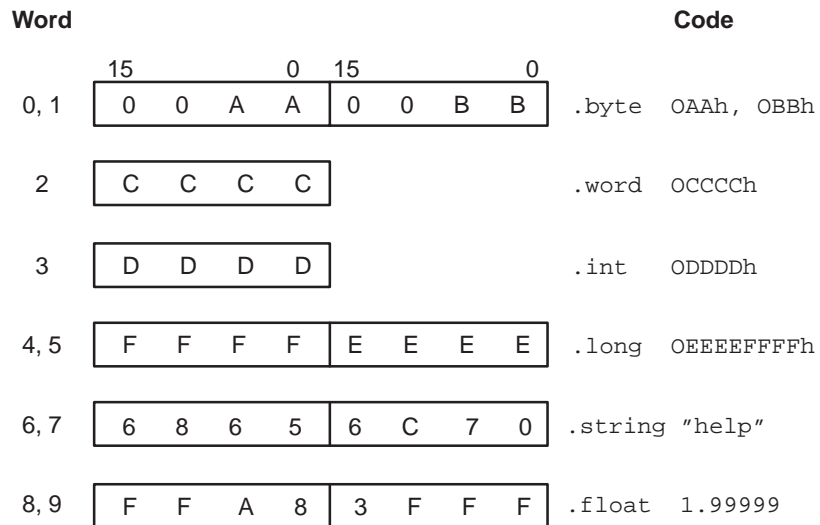 Word Code
15 0 15 0
0, 1 0 0 A A 0 0 B B .byte OAAh, OBBh
2 C C C C .word OCCCCh
3 D D D D .int ODDDDh
4, 5 F F F F E E E E .long OEEEEFFFFh
6, 7 6 8 6 5 6 C 7 0 .string ″help″
8, 9 F F A 8 3 F F F .float 1.99999